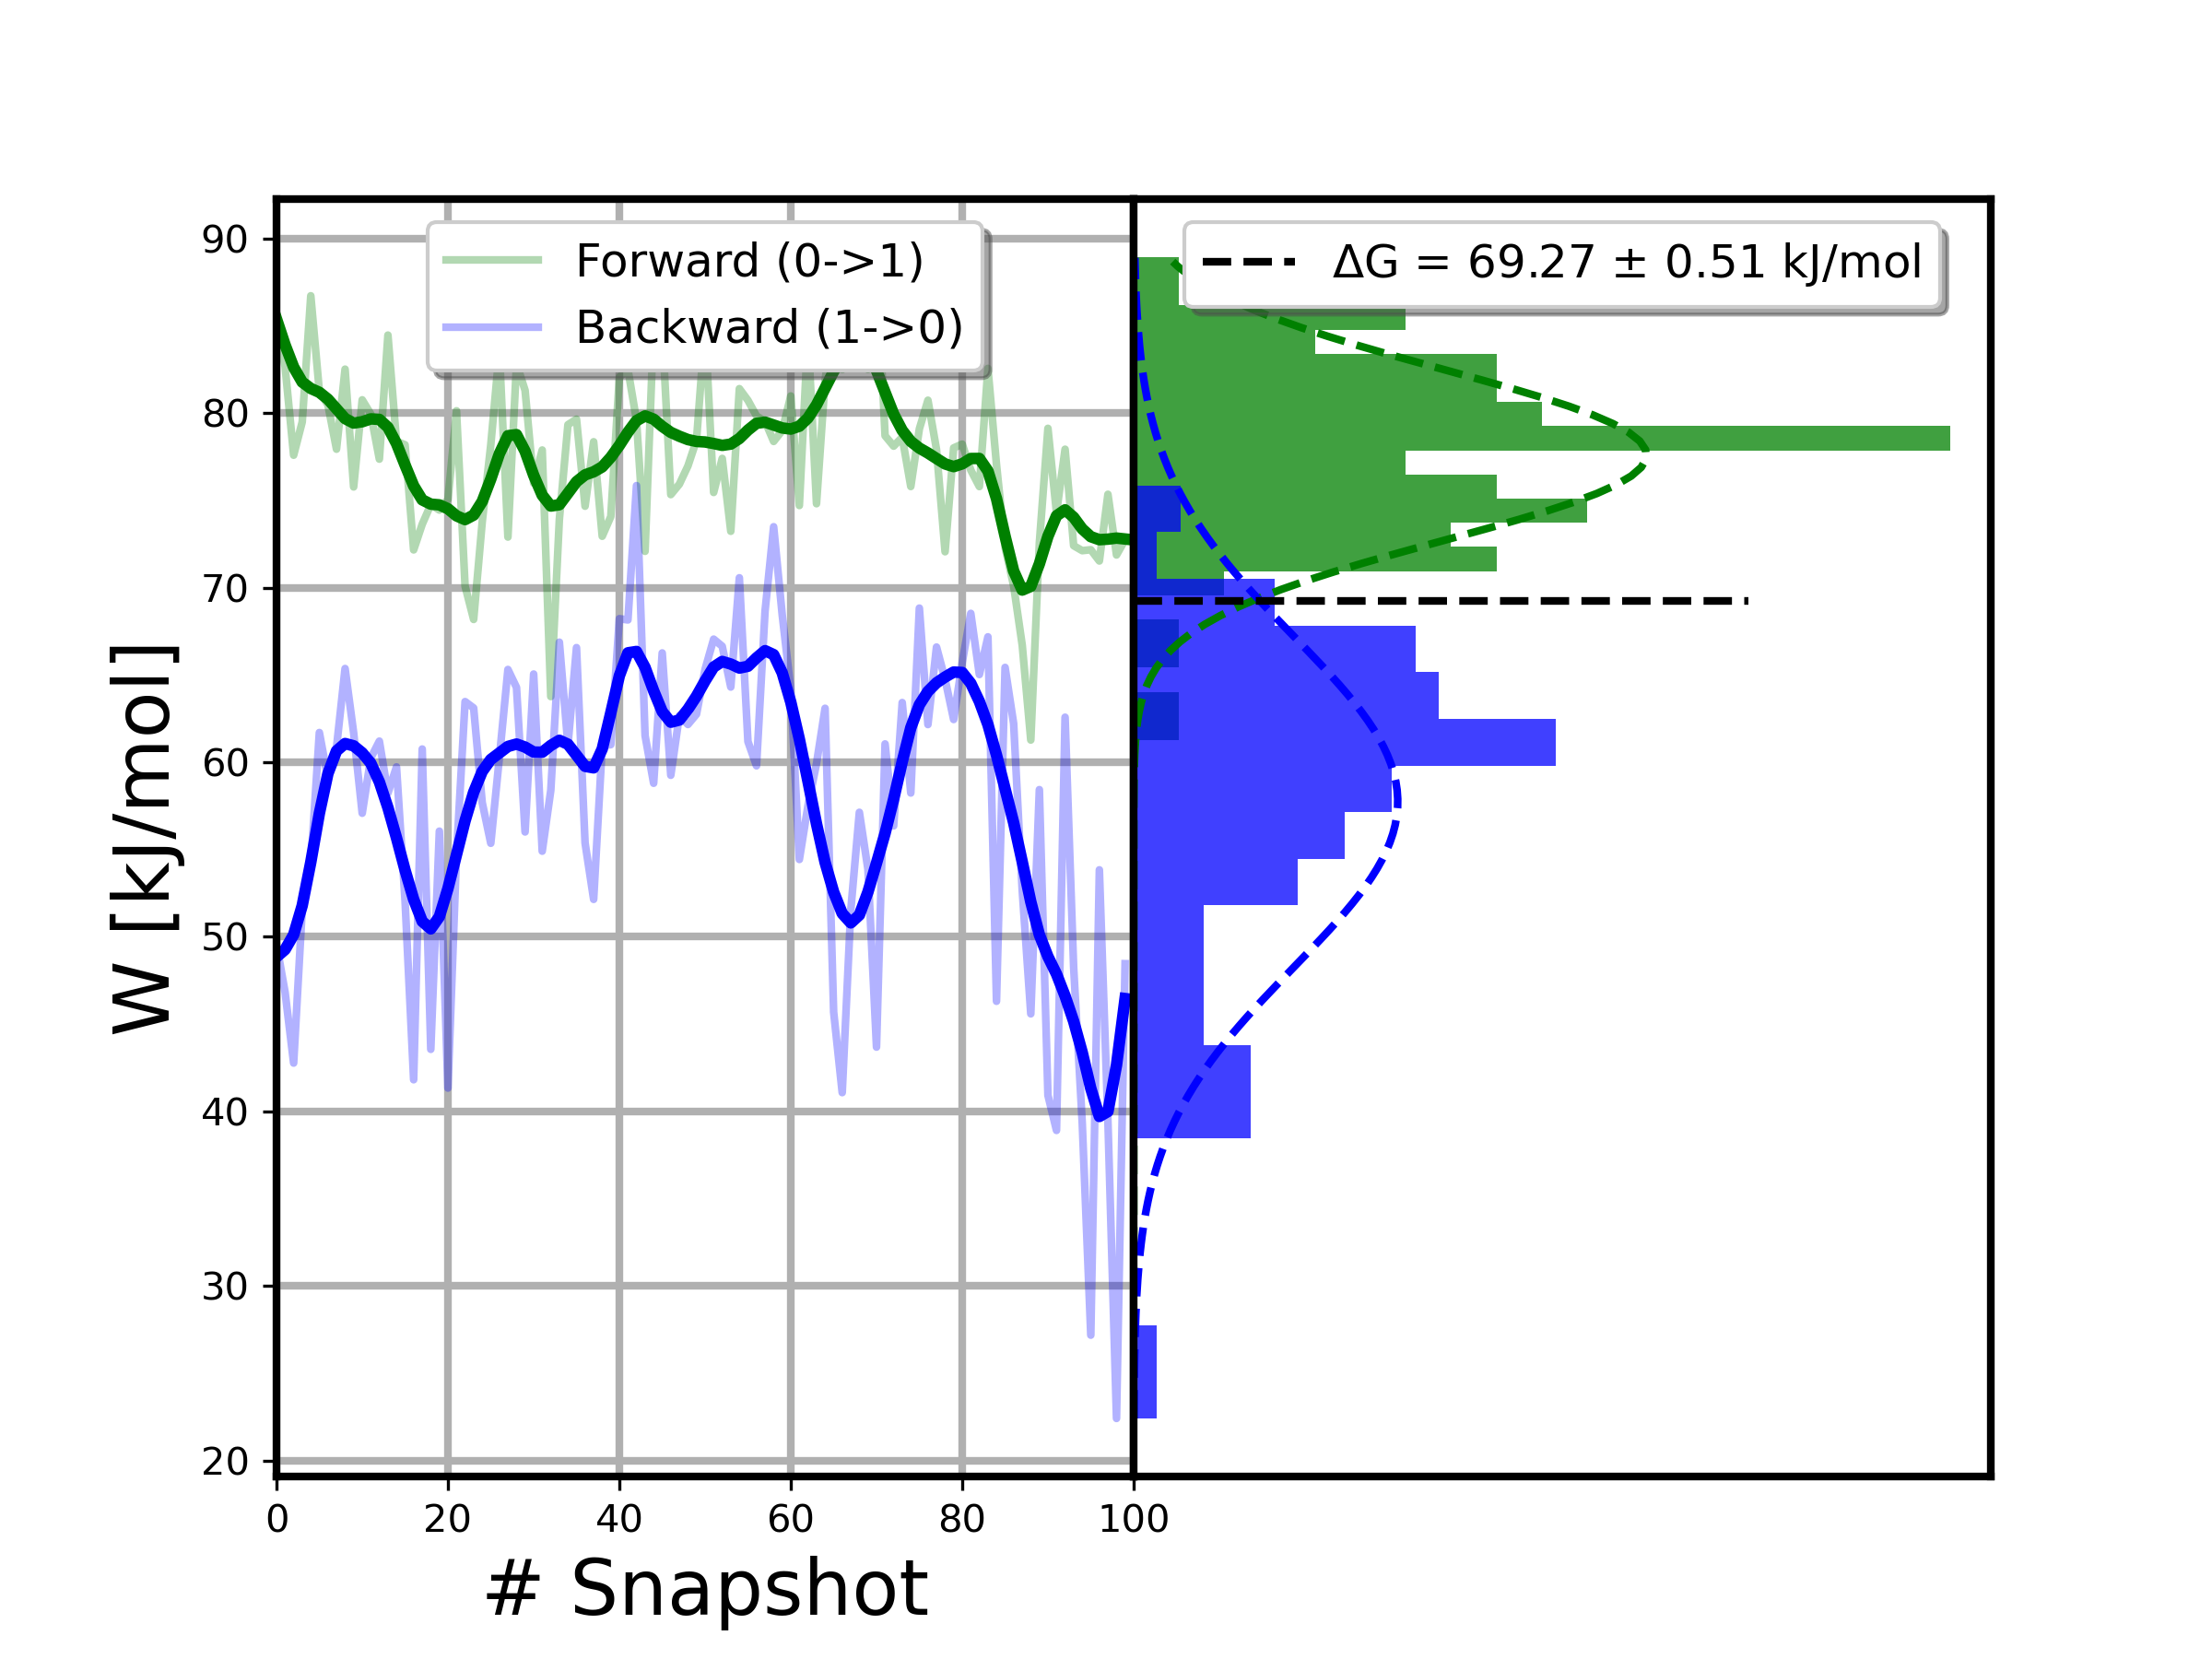 Forward (0->1)
Backward (1->0)
ΔG = 69.27 ± 0.51 kJ/mol
W [kJ/mol]
90
80
70
60
50
40
30
20
0 20 40 60 80 100
# Snapshot